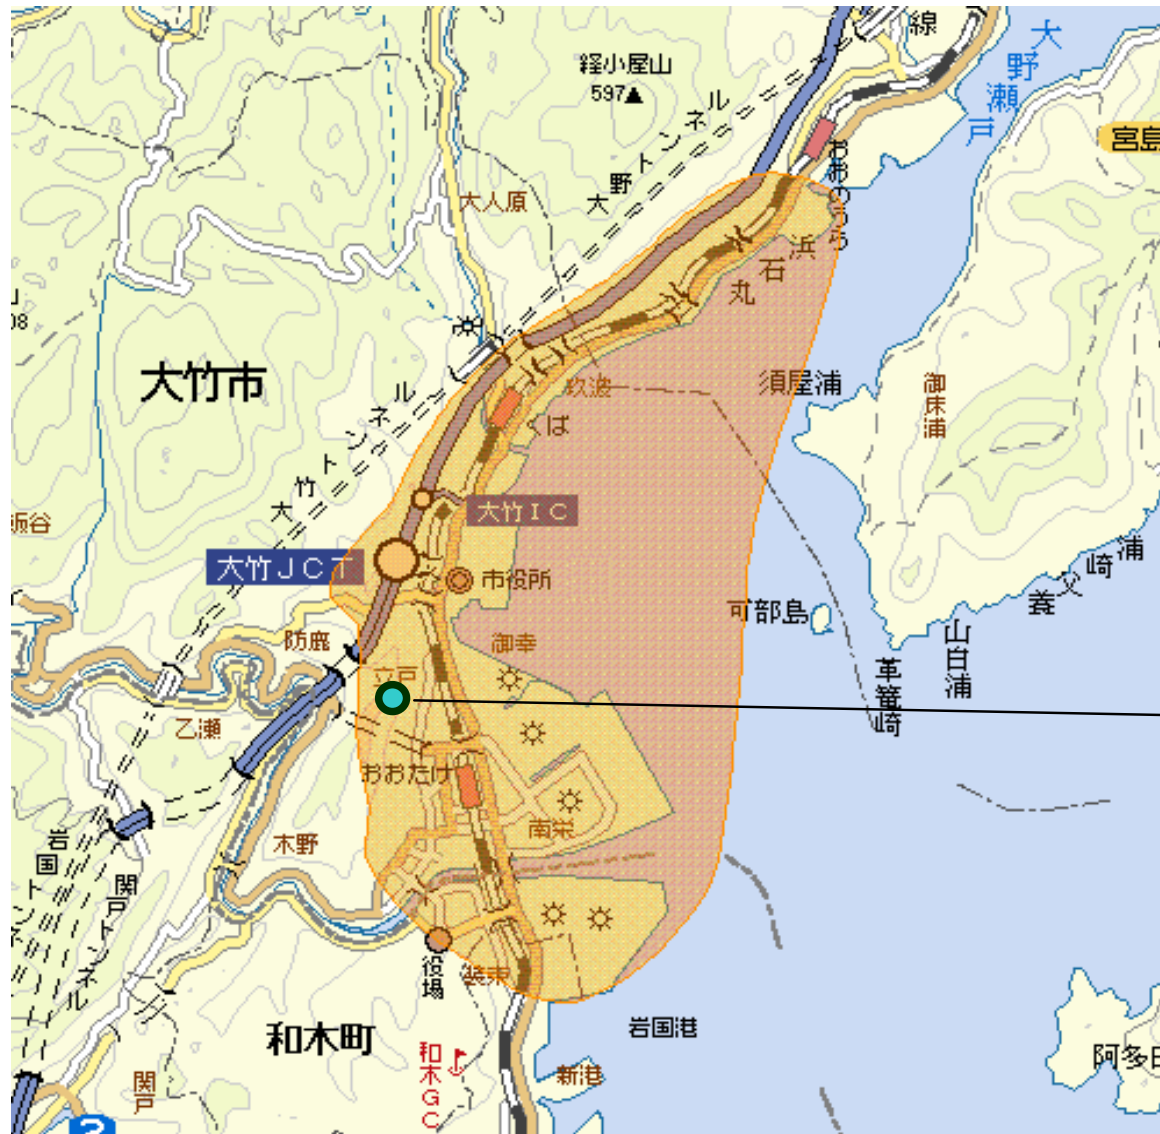 線
大野瀬戸
経小屋山
597▲
宮島
おおのうら
大野トンネル
大人原
浜
石
丸
大竹市
須屋浦
御床浦
玖波
くば
大竹トンネル
大竹IC
大竹JCT
市役所
可部島
養父崎浦
山白浦
革篭崎
防鹿
御幸
立戸
乙瀬
おおたけ
南栄
木野
岩国トンネル
関戸トンネル
役場
装束
和木町
岩国港
和木GC
新港
関戸
阿多田
2